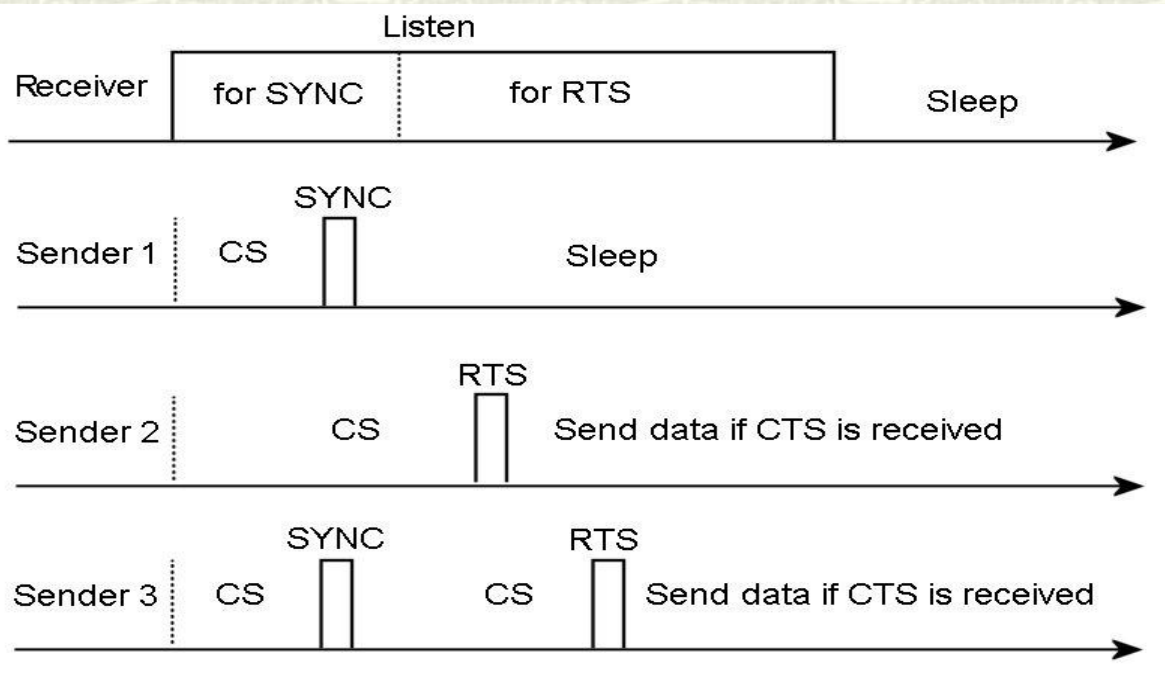 Listen
Receiver for SYNC for RTS Sleep
SYNC
Sender 1 CS Sleep
RTS
Sender 2 CS Send data if CTS is received
SYNC RTS
Sender 3 CS CS Send data if CTS is received